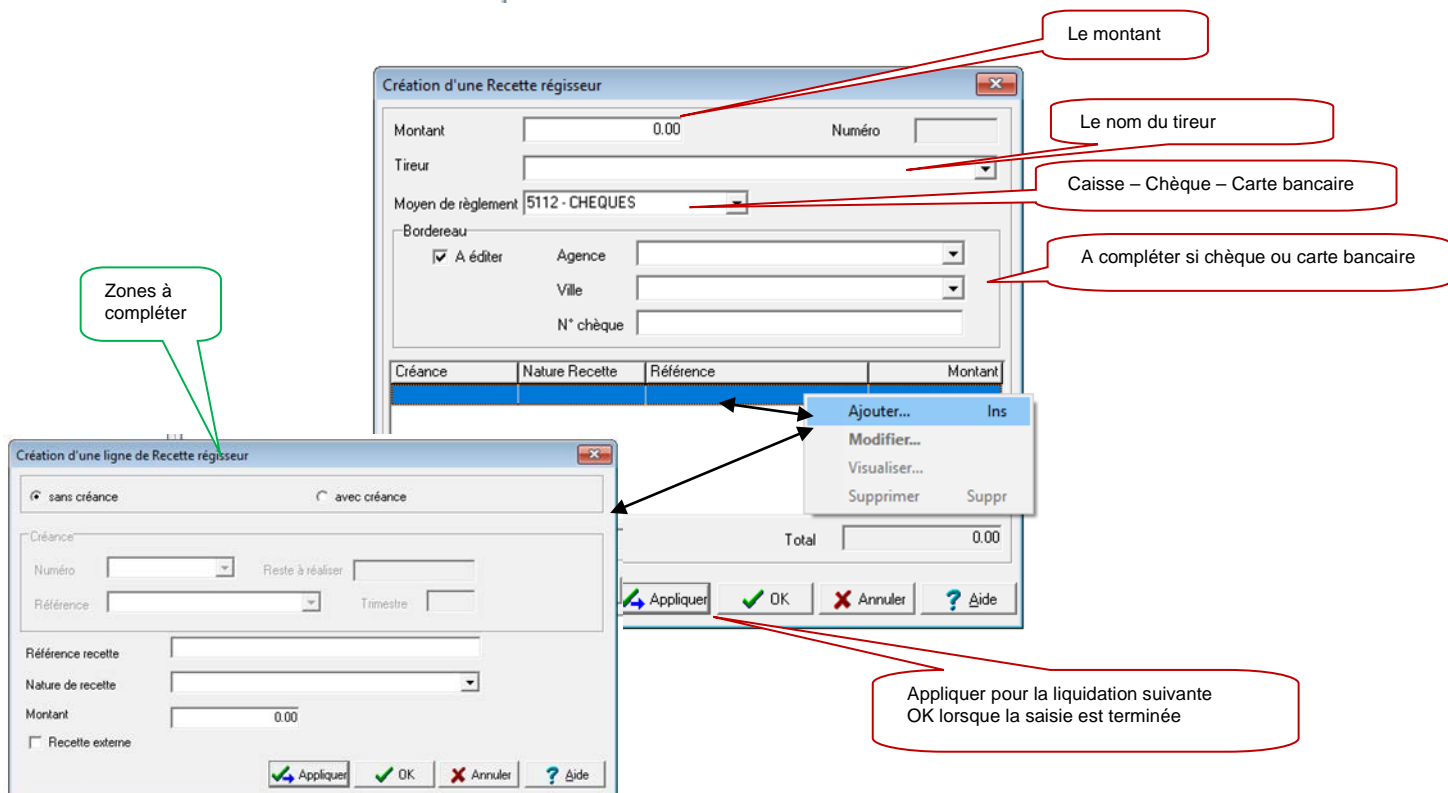 Le montant
Création d'une Recette régisseur
Montant 0.00 Numéro
Le nom du tireur
Tireur
Caisse – Chèque – Carte bancaire
Moyen de règlement 5112 - CHEQUES
Bordereau
A éditer Agence
A compléter si chèque ou carte bancaire
Ville
N° chèque
Zones à
compléter
Créance Nature Recette Référence Montant
Ajouter... Ins
Modifier...
Visualiser...
Supprimer Suppr
Total 0.00
Appliquer OK Annuler ? Aide
Création d'une ligne de Recette régisseur
sans créance avec créance
Créance
Numéro Reste à réaliser
Référence Trimestre
Référence recette
Nature de recette
Montant 0.00
Recette externe
Appliquer OK Annuler ? Aide
Appliquer pour la liquidation suivante
OK lorsque la saisie est terminée